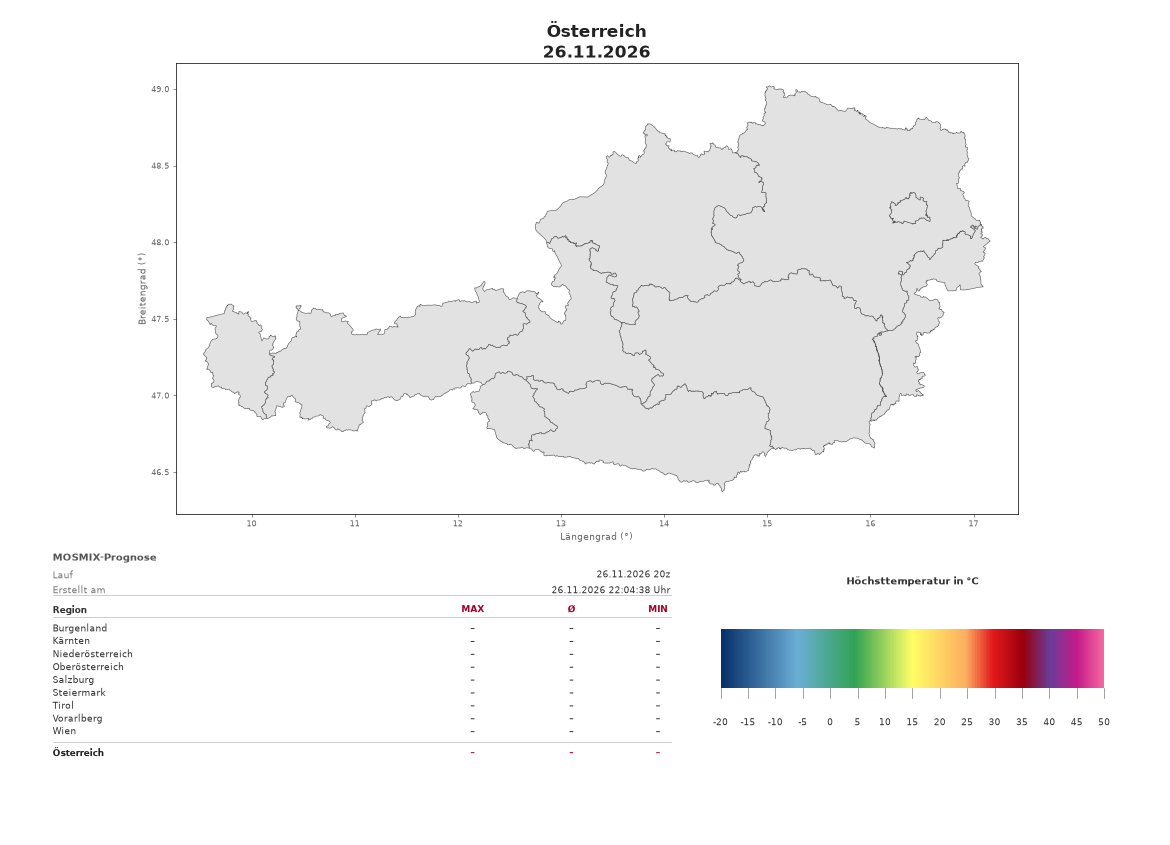 Österreich
26.11.2026
49.0
48.5
48.0
47.5
47.0
46.5
Breitengrad (°)
10 11 12 13 14 15 16 17
Längengrad (°)
MOSMIX-Prognose
Lauf 26.11.2026 20z
Erstellt am 26.11.2026 22:04:38 Uhr
Region MAX Ø MIN
Burgenland – – –
Kärnten – – –
Niederösterreich – – –
Oberösterreich – – –
Salzburg – – –
Steiermark – – –
Tirol – – –
Vorarlberg – – –
Wien – – –
Österreich – – –
Höchsttemperatur in °C
-20 -15 -10 -5 0 5 10 15 20 25 30 35 40 45 50